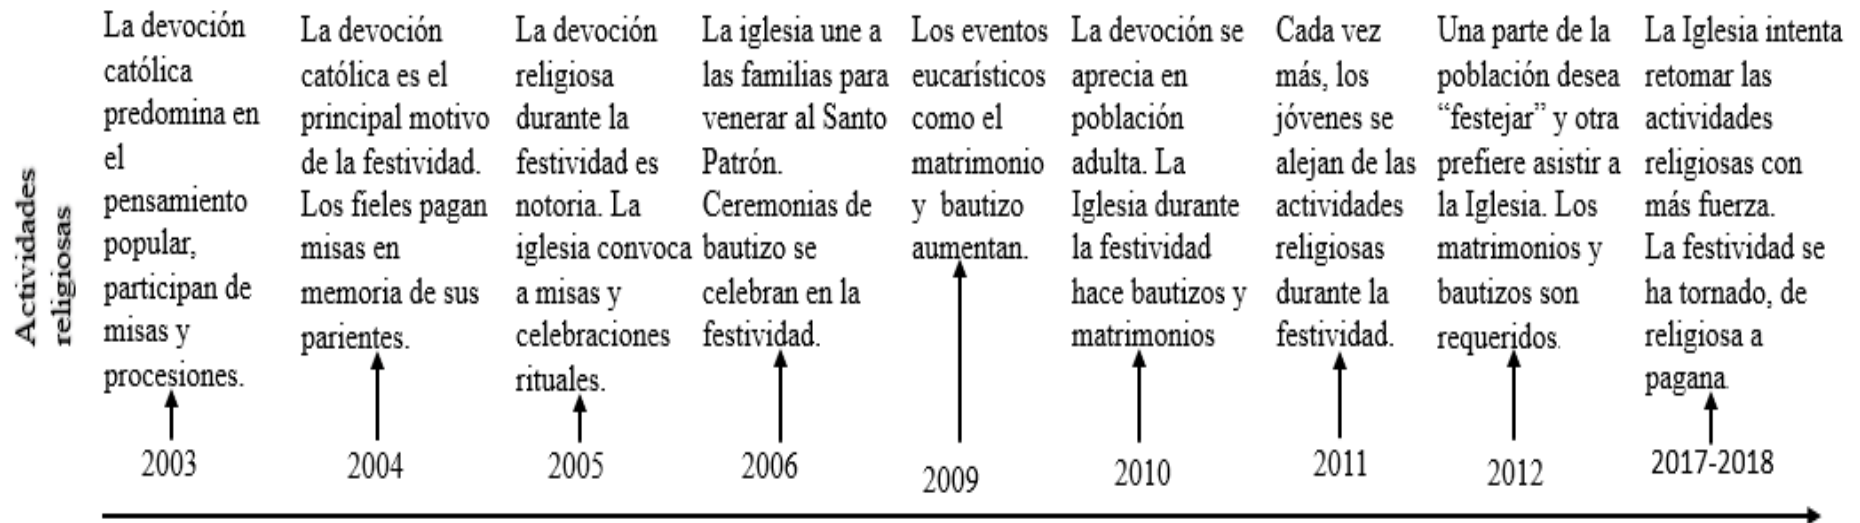 Actividades
religiosas
La devoción
católica
predomina en
el
pensamiento
popular,
participan de
misas y
procesiones.
2003
La devoción
católica es el
principal motivo
de la festividad.
Los fieles pagan
misas en
memoria de sus
parientes.
2004
La devoción
religiosa
durante la
festividad es
notoria. La
iglesia convoca
a misas y
celebraciones
rituales.
2005
La iglesia une a
las familias para
venerar al Santo
Patrón.
Ceremonias de
bautizo se
celebran en la
festividad.
2006
Los eventos
eucarísticos
como el
matrimonio
y bautizo
aumentan.
2009
La devoción se
aprecia en
población
adulta. La
Iglesia durante
la festividad
hace bautizos y
matrimonios
2010
Cada vez
más, los
jóvenes se
alejan de las
actividades
religiosas
durante la
festividad.
2011
Una parte de la
población desea
“festejar” y otra
prefiere asistir a
la Iglesia. Los
matrimonios y
bautizos son
requeridos.
2012
La Iglesia intenta
retomar las
actividades
religiosas con
más fuerza.
La festividad se
ha tornado, de
religiosa a
pagana.
2017-2018